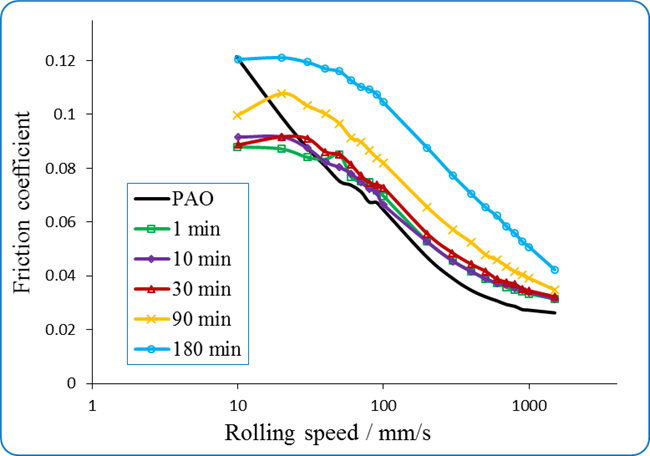 0.12
0.1
0.08
0.06
0.04
0.02
0
Friction coefficient
PAO
1 min
10 min
30 min
90 min
180 min
1
10
100
1000
Rolling speed / mm/s